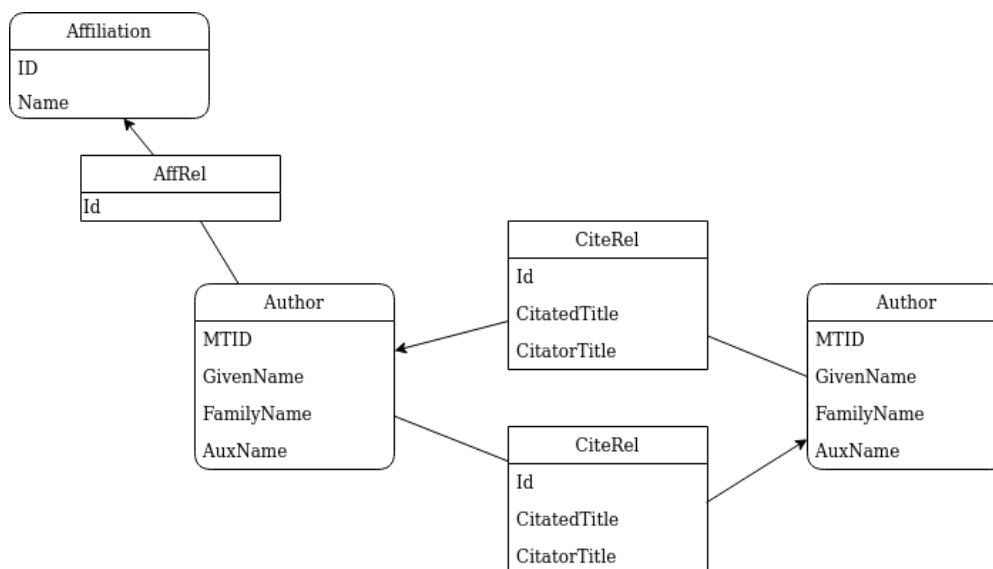 Affiliation
ID
Name
AffRel
Id
Author
MTID
GivenName
FamilyName
AuxName
CiteRel
Id
CitatedTitle
CitatorTitle
CiteRel
Id
CitatedTitle
CitatorTitle
Author
MTID
GivenName
FamilyName
AuxName